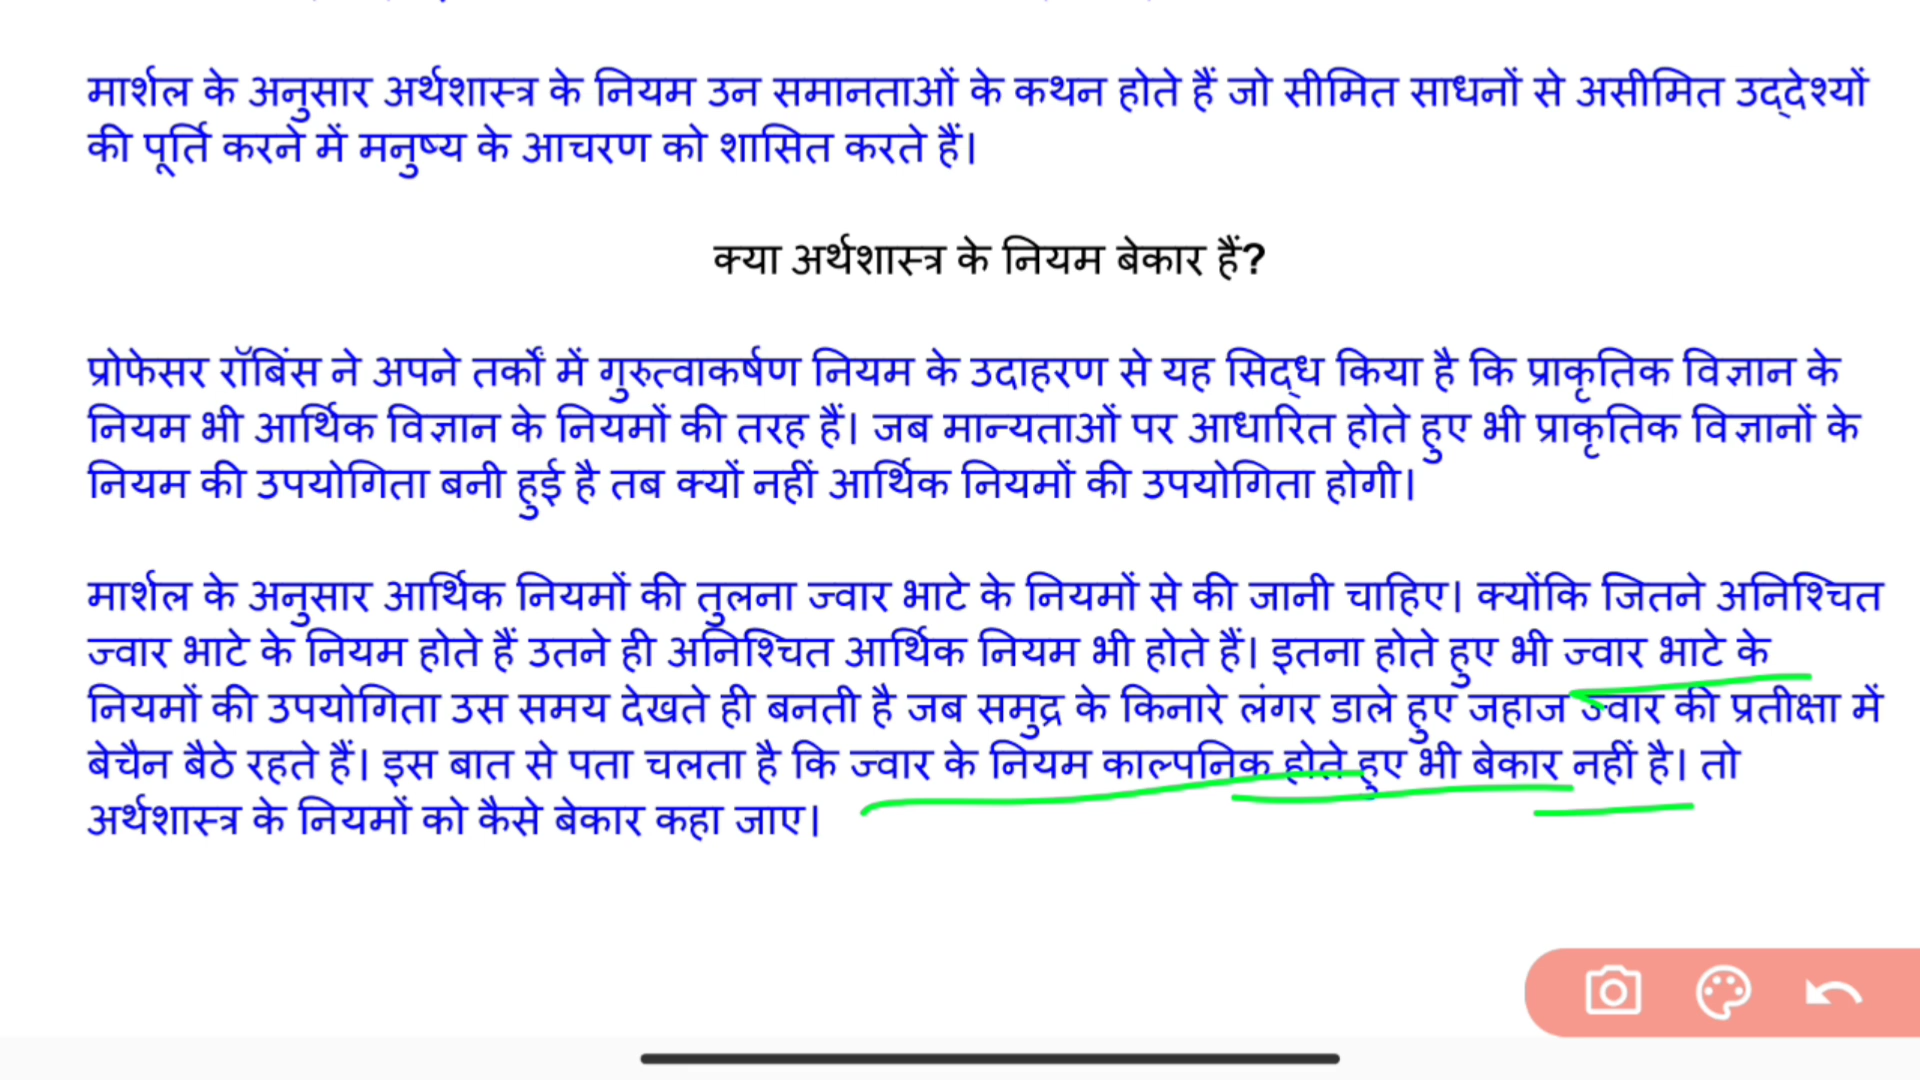 मार्शल के अनुसार अर्थशास्त्र के नियम उन समानताओं के कथन होते हैं जो सीमित साधनों से असीमित उद्देश्यों
की पूर्ति करने में मनुष्य के आचरण को शासित करते हैं।
क्या अर्थशास्त्र के नियम बेकार हैं?
प्रोफेसर रॉबिंस ने अपने तर्कों में गुरुत्वाकर्षण नियम के उदाहरण से यह सिद्ध किया है कि प्राकृतिक विज्ञान के
नियम भी आर्थिक विज्ञान के नियमों की तरह हैं। जब मान्यताओं पर आधारित होते हुए भी प्राकृतिक विज्ञानों के
नियम की उपयोगिता बनी हुई है तब क्यों नहीं आर्थिक नियमों की उपयोगिता होगी।
मार्शल के अनुसार आर्थिक नियमों की तुलना ज्वार भाटे के नियमों से की जानी चाहिए। क्योंकि जितने अनिश्चित
ज्वार भाटे के नियम होते हैं उतने ही अनिश्चित आर्थिक नियम भी होते हैं। इतना होते हुए भी ज्वार भाटे के
नियमों की उपयोगिता उस समय देखते ही बनती है जब समुद्र के किनारे लंगर डाले हुए जहाज ज्वार की प्रतीक्षा में
बेचैन बैठे रहते हैं। इस बात से पता चलता है कि ज्वार के नियम काल्पनिक होते हुए भी बेकार नहीं है। तो
अर्थशास्त्र के नियमों को कैसे बेकार कहा जाए।